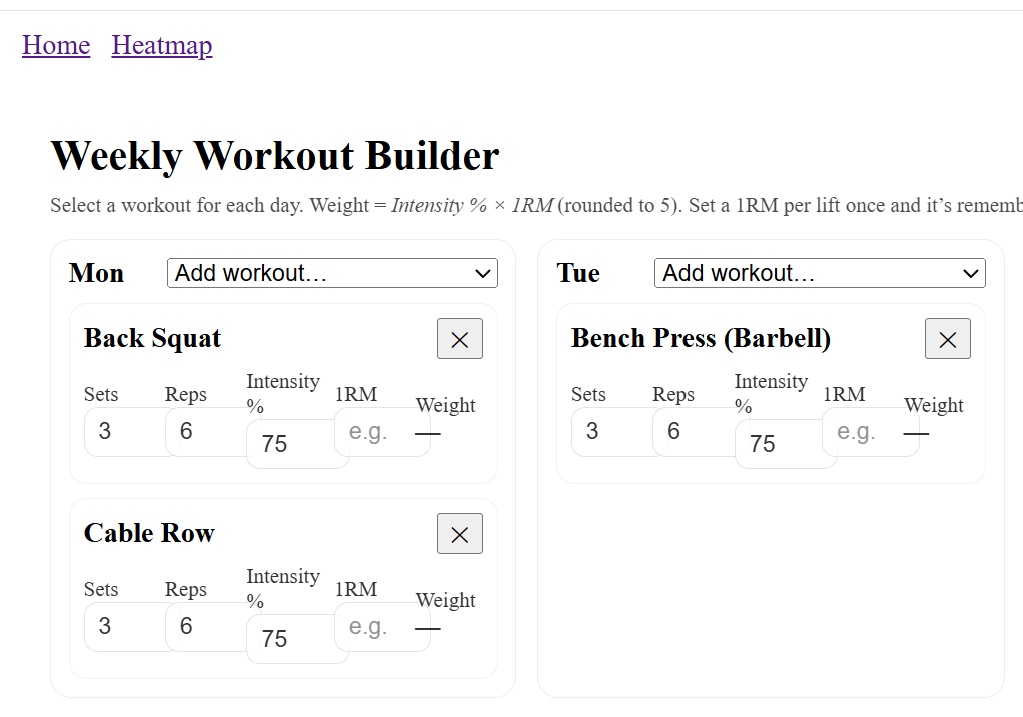 Home Heatmap
Weekly Workout Builder
Select a workout for each day. Weight = Intensity % × 1RM (rounded to 5). Set a 1RM per lift once and it’s rememb
Mon Add workout…
Back Squat
Sets Reps Intensity % 1RM Weight
3 6 75 e.g. —
Cable Row
Sets Reps Intensity % 1RM Weight
3 6 75 e.g. —
Tue Add workout…
Bench Press (Barbell)
Sets Reps Intensity % 1RM Weight
3 6 75 e.g. —